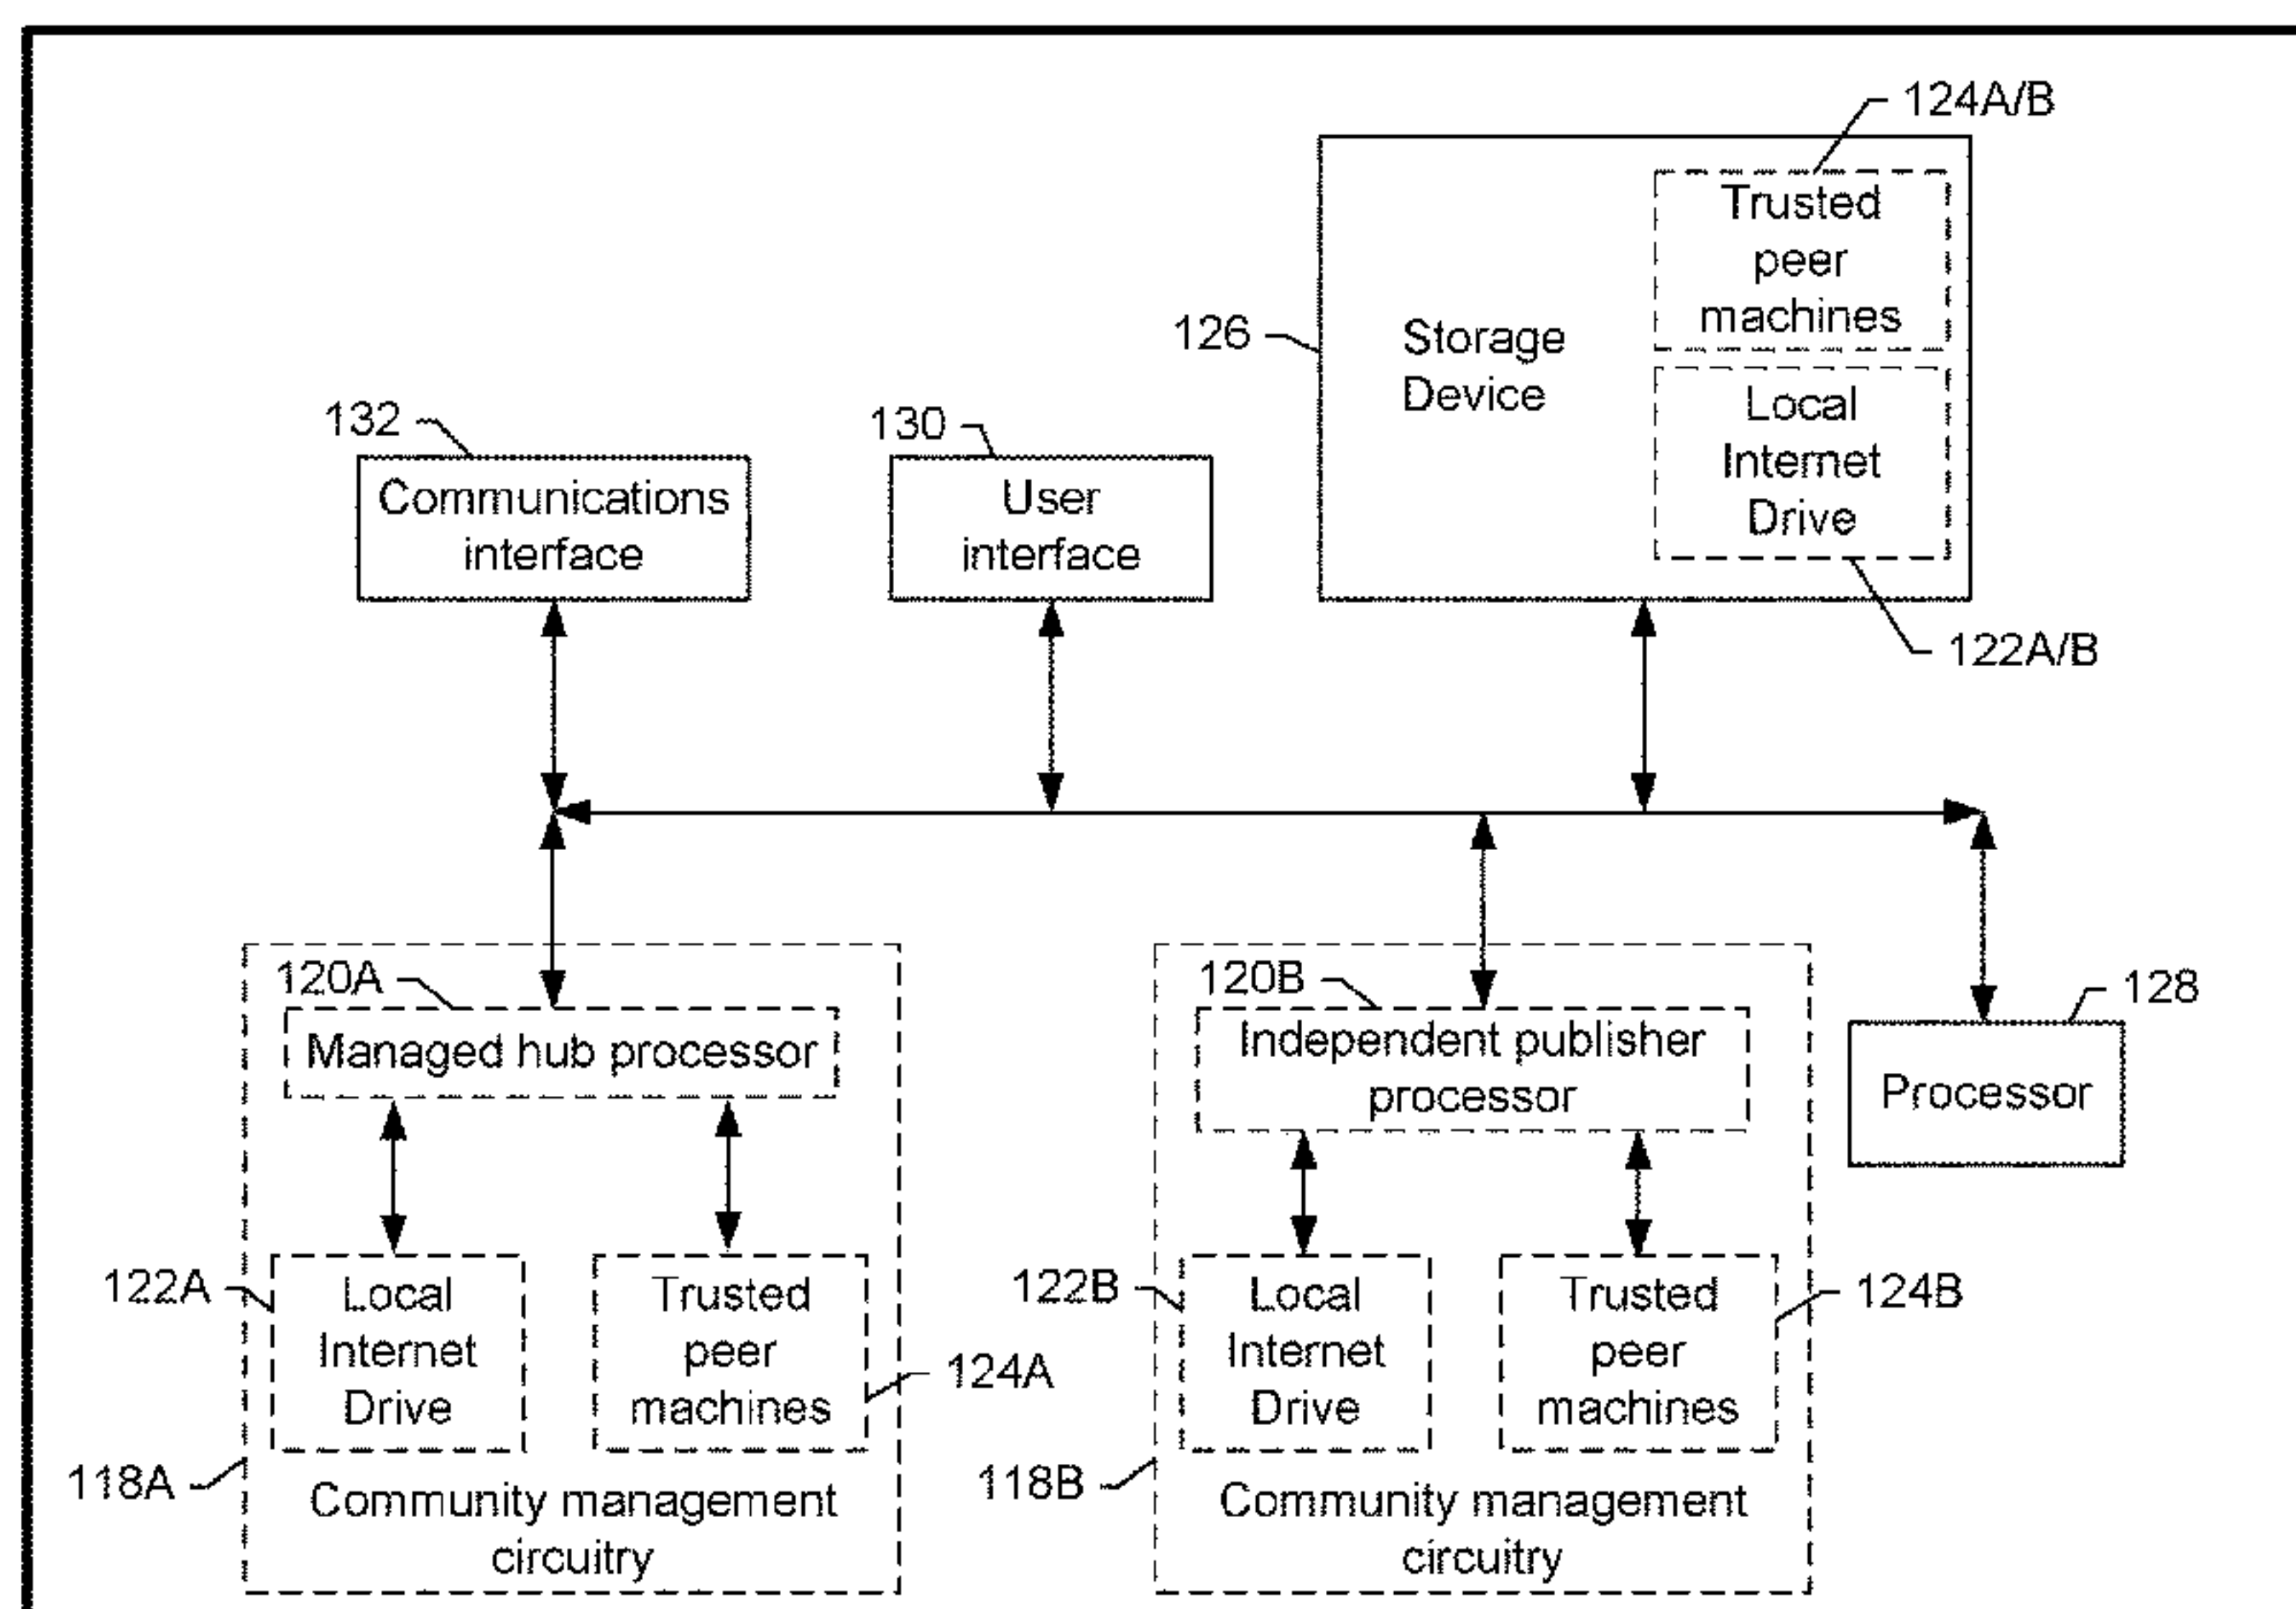 124A/B
Trusted
peer
machines
126
Storage
Device
Local
Internet
Drive
122A/B
132
Communications
interface
130
User
interface
120A
Managed hub processor
122A
Local
Internet
Drive
Trusted
peer
machines
124A
118A
Community management
circuitry
120B
Independent publisher
processor
122B
Local
Internet
Drive
Trusted
peer
machines
124B
118B
Community management
circuitry
128
Processor